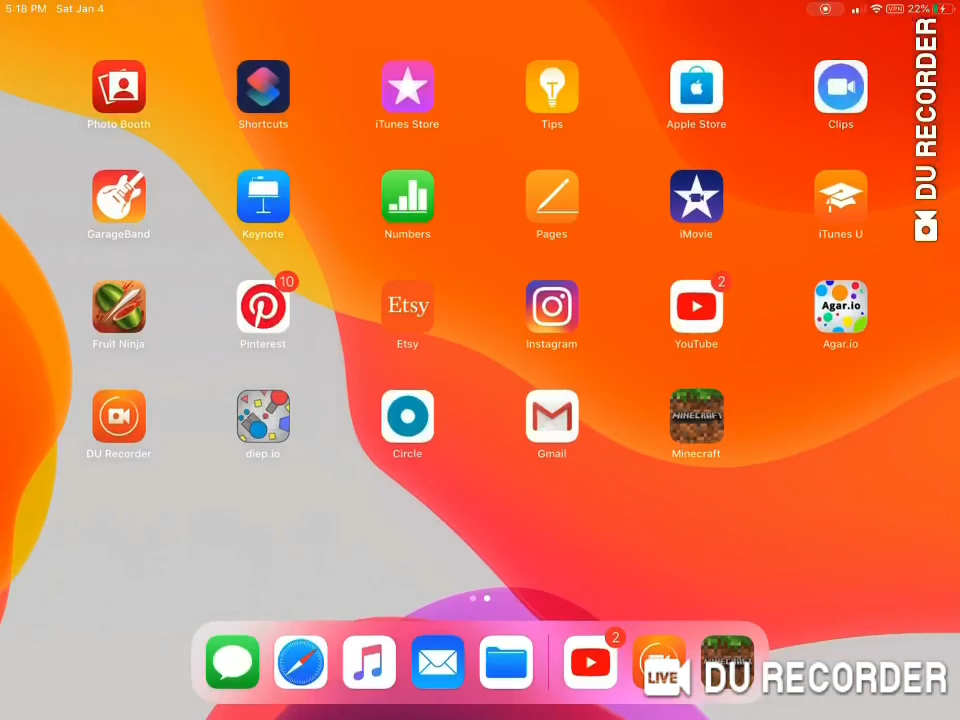 5:18 PM Sat Jan 4
VPN 22%
DU RECORDER
Photo Booth
Shortcuts
iTunes Store
Tips
Apple Store
Clips
GarageBand
Keynote
Numbers
Pages
iMovie
iTunes U
10
Etsy
2
Agar.io
Fruit Ninja
Pinterest
Etsy
Instagram
YouTube
Agar.io
MINECRAFT
DU Recorder
diep.io
Circle
Gmail
Minecraft
2
LIVE DU RECORDER